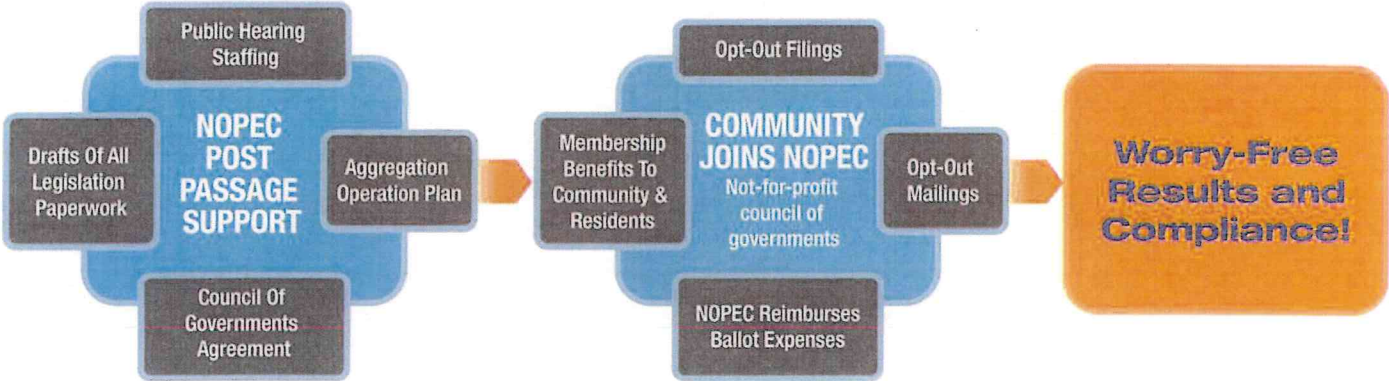 Public Hearing
Staffing
Drafts Of All
Legislation
Paperwork
NOPEC
POST
PASSAGE
SUPPORT
Aggregation
Operation Plan
Council Of
Governments
Agreement
Opt-Out Filings
Membership
Benefits To
Community &
Residents
COMMUNITY
JOINS NOPEC
Not-for-profit
council of
governments
Opt-Out
Mailings
NOPEC Reimburses
Ballot Expenses
Worry-Free
Results and
Compliance!